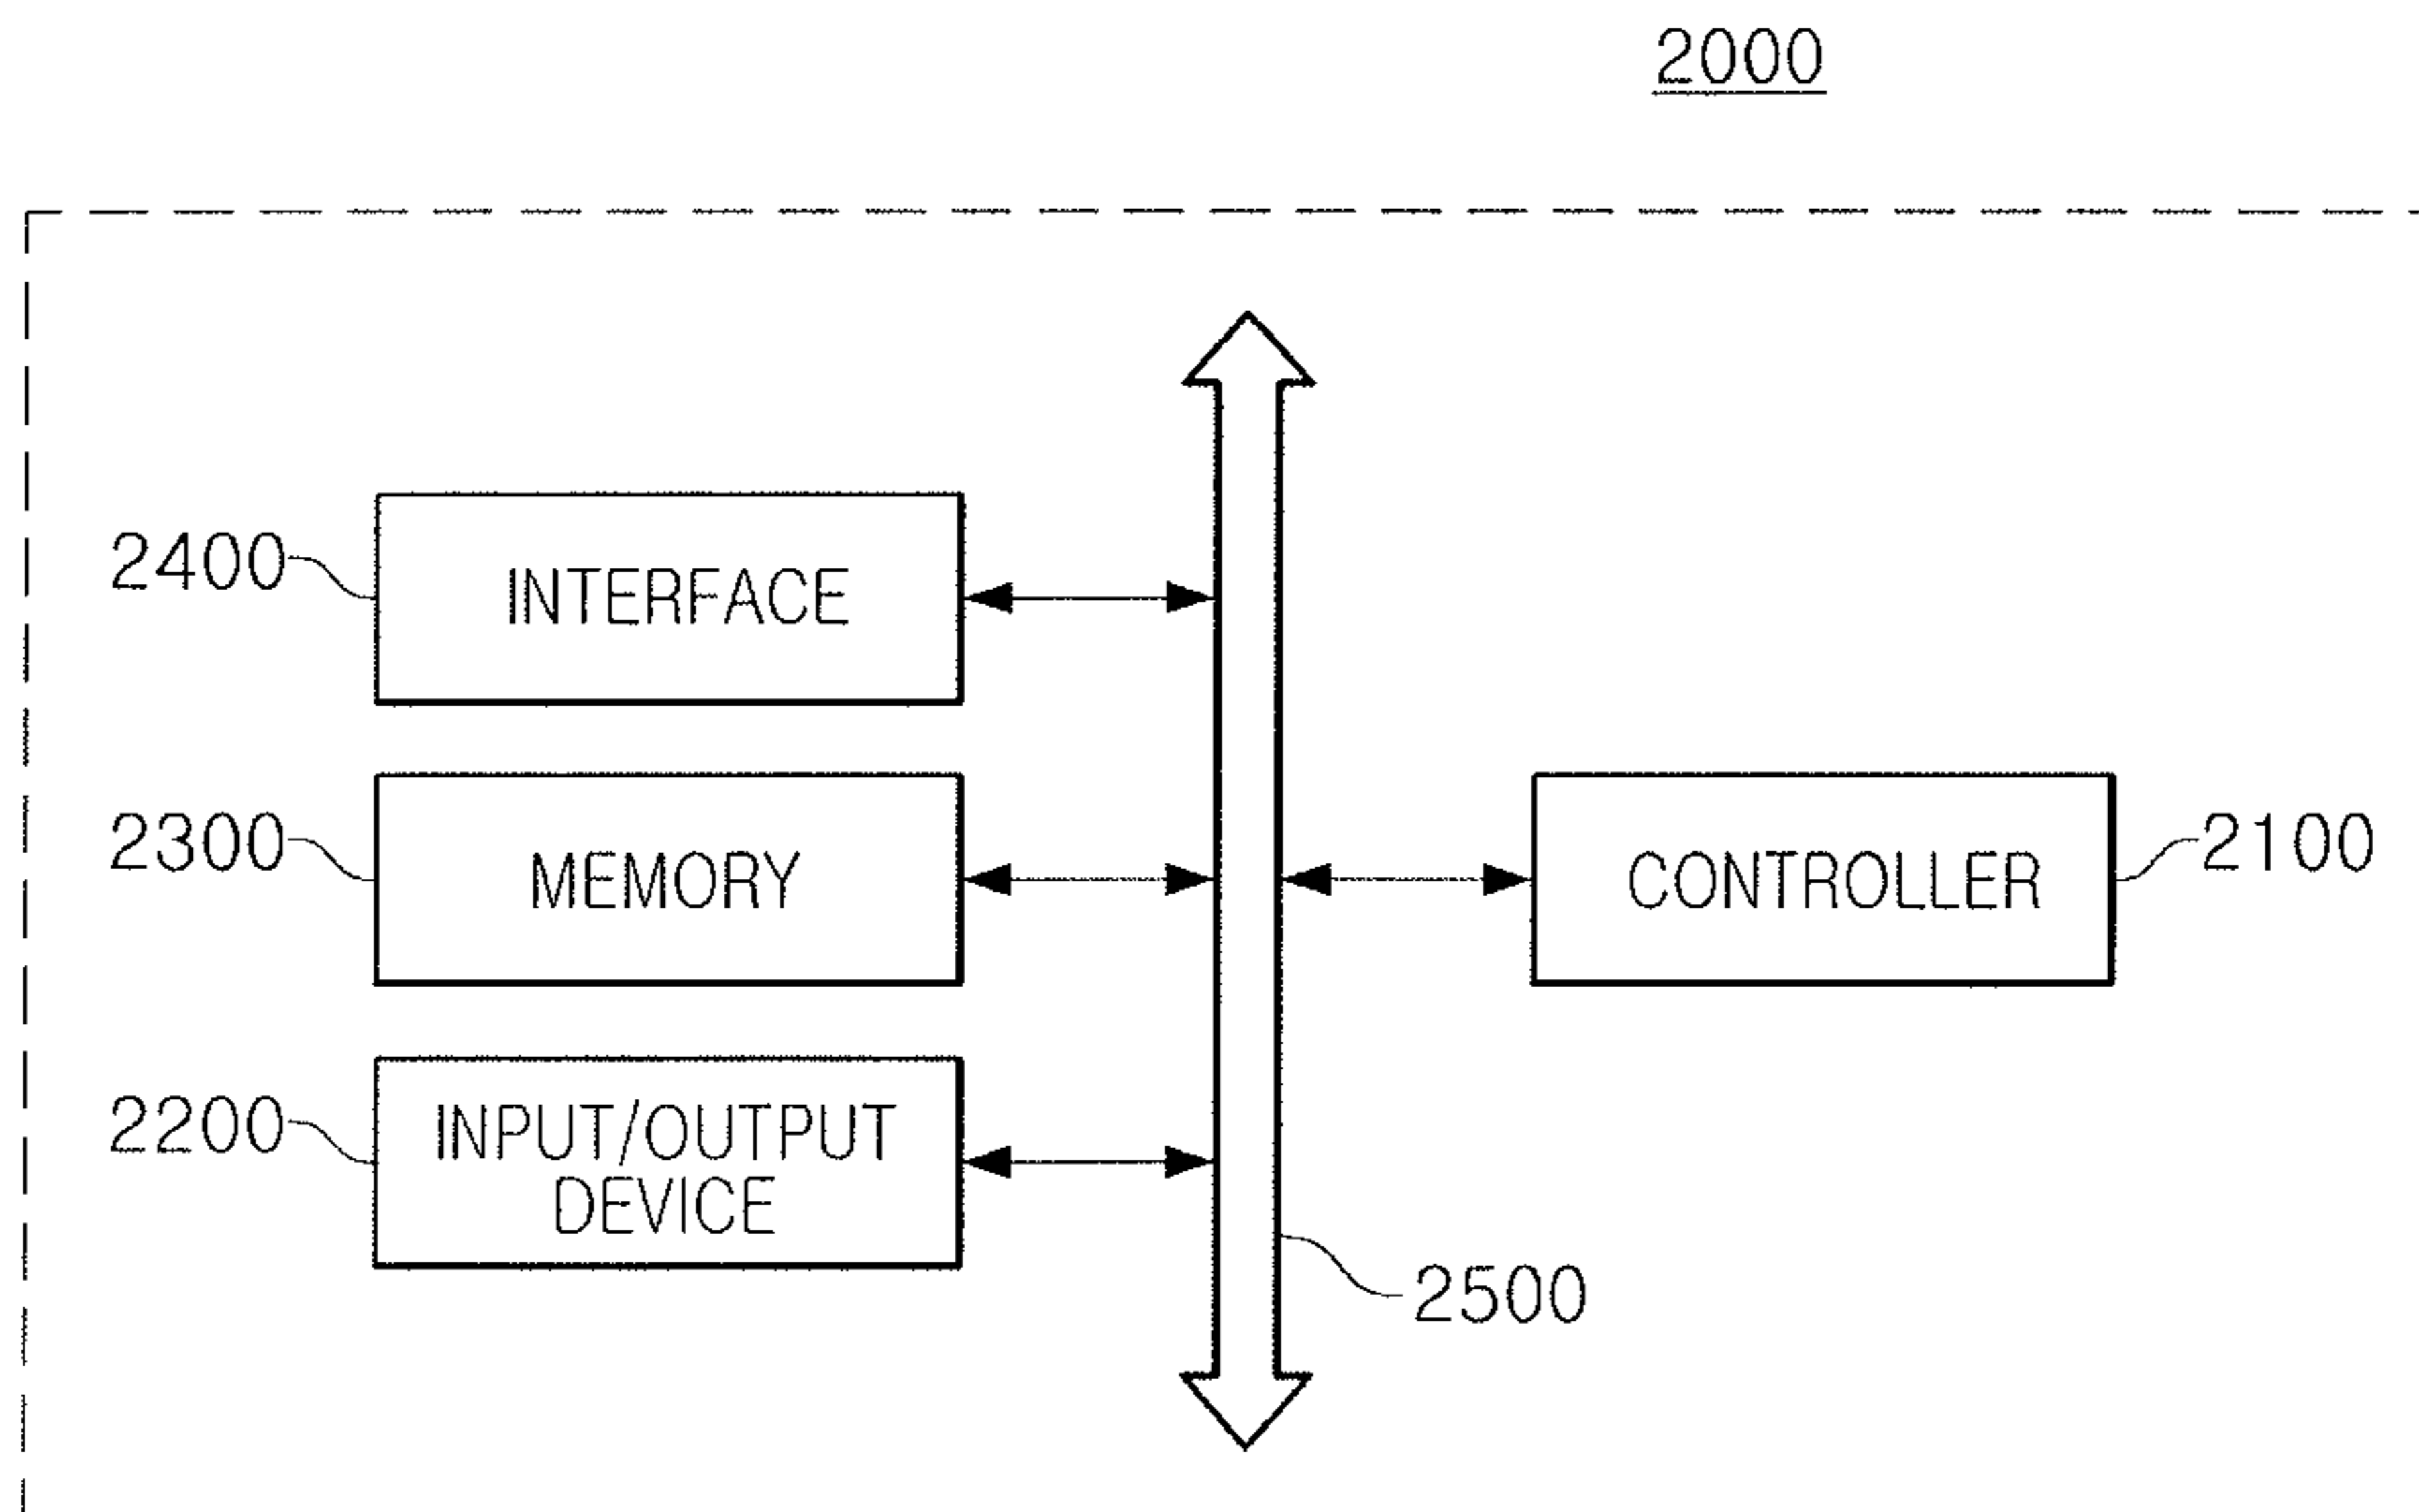 2000
2400
INTERFACE
2300
MEMORY
CONTROLLER
2100
2200
INPUT/OUTPUT
DEVICE
2500